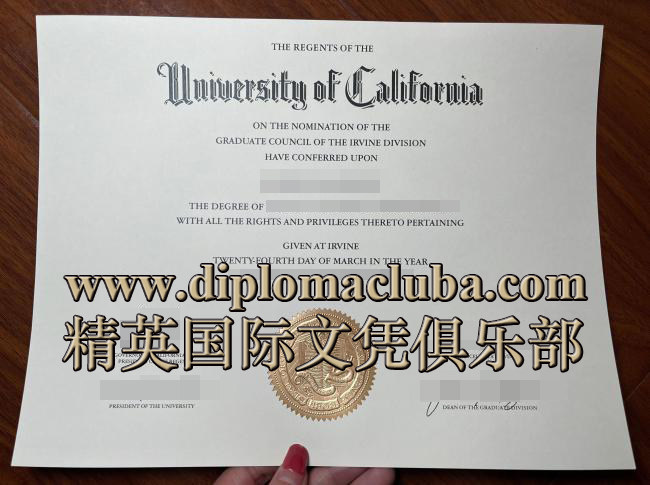 THE REGENTS OF THE
University of California
ON THE NOMINATION OF THE
GRADUATE COUNCIL OF THE IRVINE DIVISION
HAVE CONFERRED UPON
THE DEGREE OF
WITH ALL THE RIGHTS AND PRIVILEGES THERETO PERTAINING
GIVEN AT IRVINE
TWENTY-FOURTH DAY OF MARCH IN THE YEAR
www.diplomacluba.com
精英国际文凭俱乐部
PRESIDENT OF THE UNIVERSITY
DEAN OF THE GRADUATE DIVISION